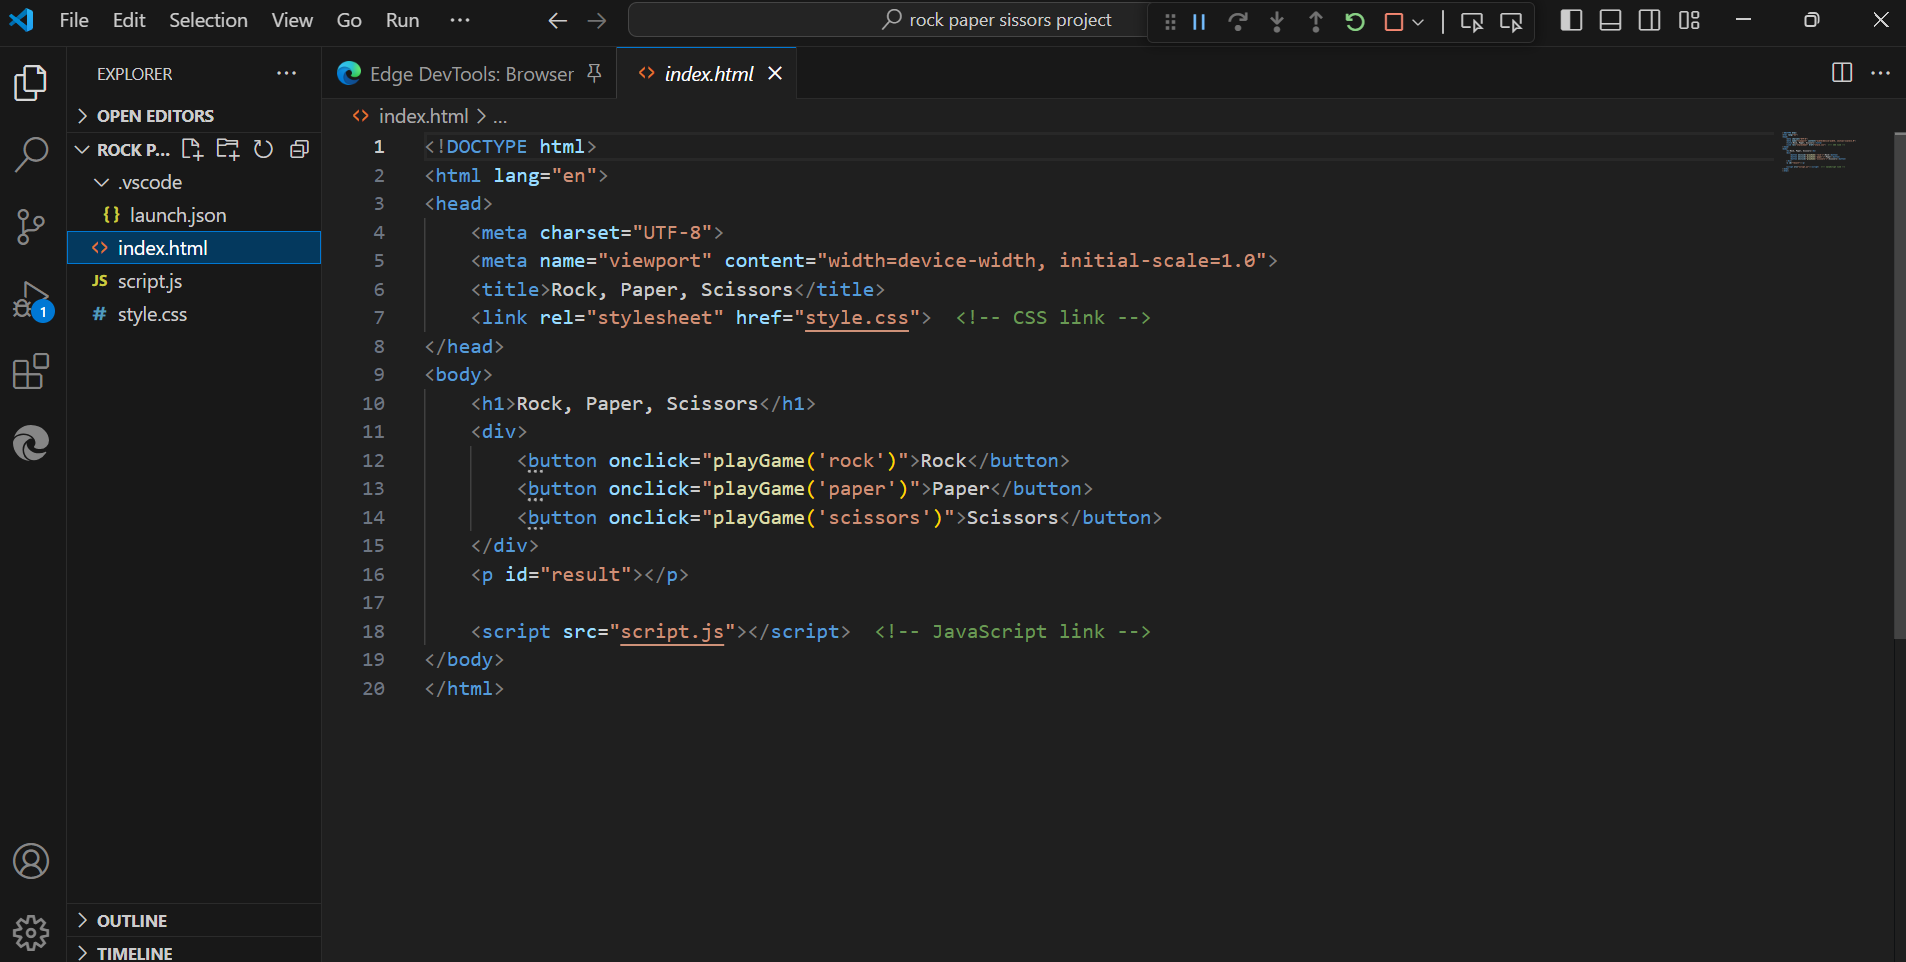 File Edit Selection View Go Run ··· rock paper sissors project
EXPLORER ···
OPEN EDITORS
ROCK P...
.vscode
{} launch.json
<> index.html
JS script.js
# style.css
1
OUTLINE
TIMELINE
Edge DevTools: Browser <> index.html
<> index.html > ...
1 <!DOCTYPE html>
2 <html lang="en">
3 <head>
4 <meta charset="UTF-8">
5 <meta name="viewport" content="width=device-width, initial-scale=1.0">
6 <title>Rock, Paper, Scissors</title>
7 <link rel="stylesheet" href="style.css"> <!-- CSS link -->
8 </head>
9 <body>
10 <h1>Rock, Paper, Scissors</h1>
11 <div>
12 <button onclick="playGame('rock')">Rock</button>
13 <button onclick="playGame('paper')">Paper</button>
14 <button onclick="playGame('scissors')">Scissors</button>
15 </div>
16 <p id="result"></p>
17
18 <script src="script.js"></script> <!-- JavaScript link -->
19 </body>
20 </html>